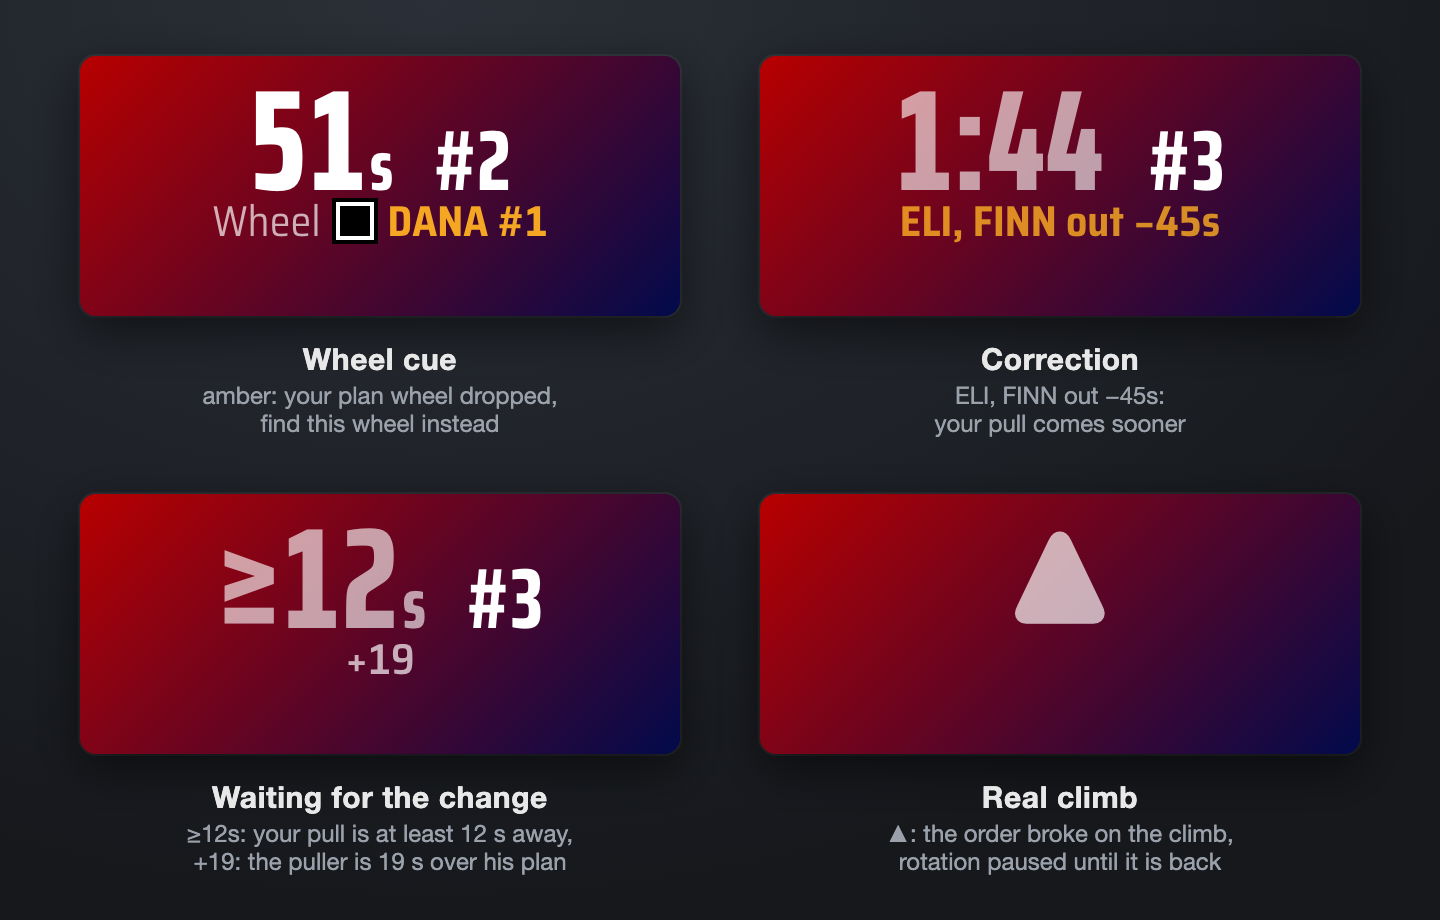 51s #2
Wheel DANA #1
Wheel cue
amber: your plan wheel dropped,
find this wheel instead
1:44 #3
ELI, FINN out −45s
Correction
ELI, FINN out −45s:
your pull comes sooner
≥12s #3
+19
Waiting for the change
≥12s: your pull is at least 12 s away,
+19: the puller is 19 s over his plan
Real climb
▲: the order broke on the climb,
rotation paused until it is back